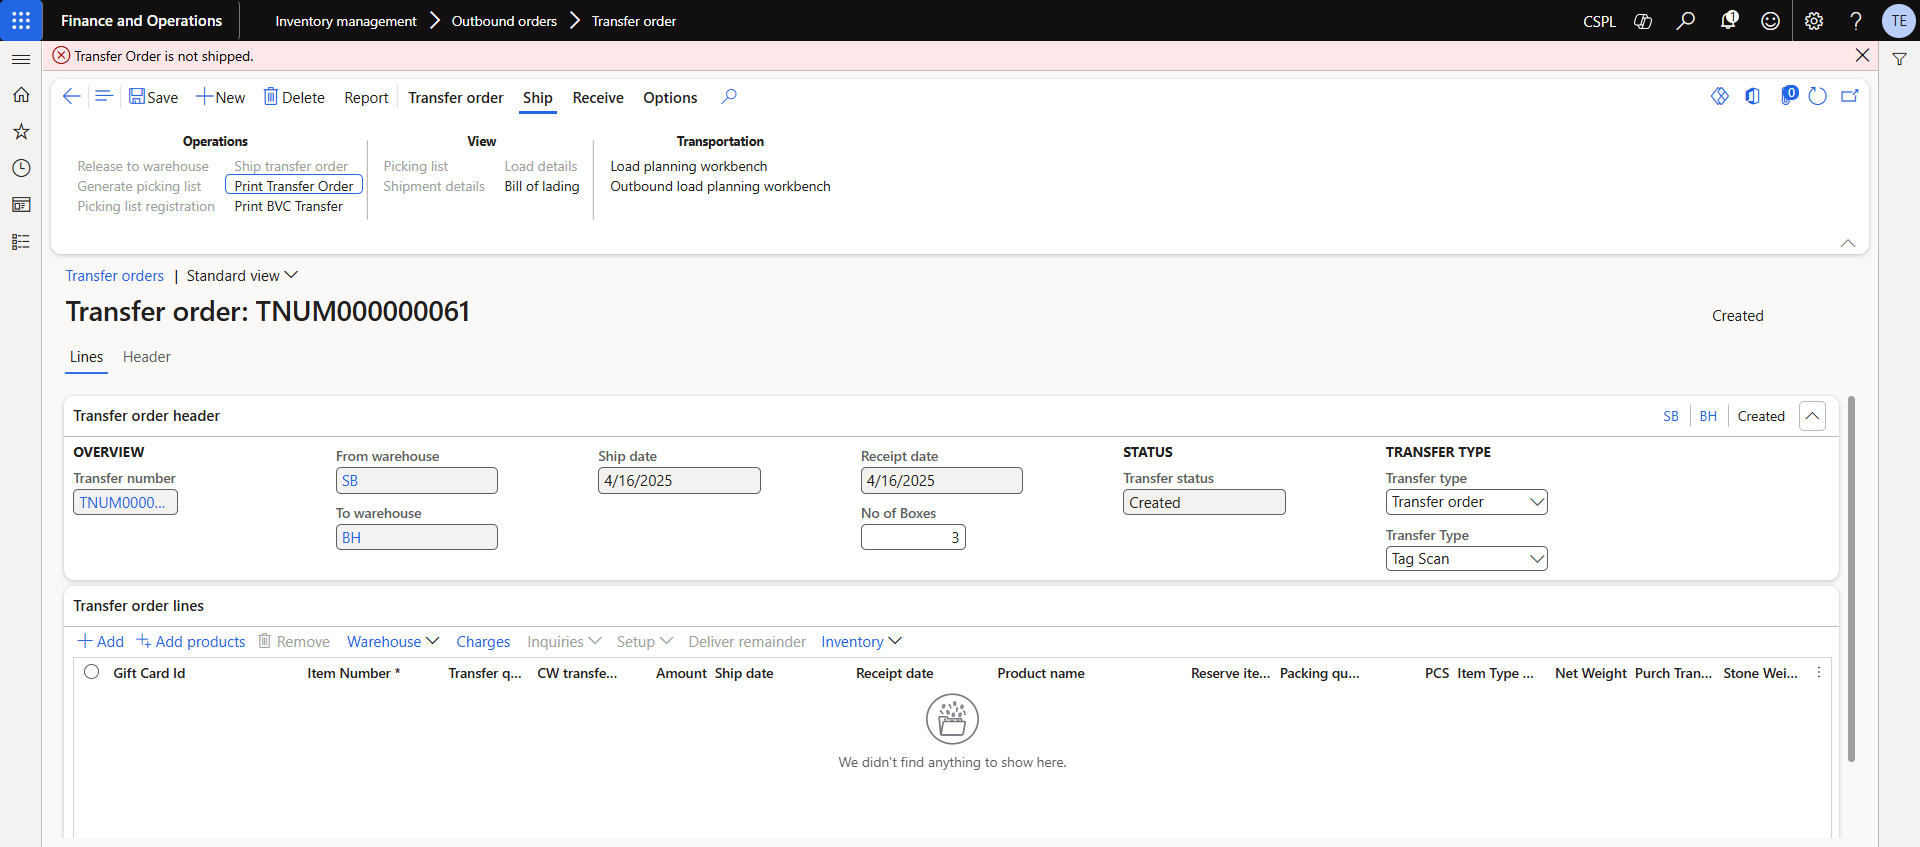 Finance and Operations
Inventory management > Outbound orders > Transfer order
CSPL
1
TE
Transfer Order is not shipped.
Save
New
Delete
Report
Transfer order
Ship
Receive
Options
0
Operations
Release to warehouse
Ship transfer order
Generate picking list
Print Transfer Order
Picking list registration
Print BVC Transfer
View
Picking list
Load details
Shipment details
Bill of lading
Transportation
Load planning workbench
Outbound load planning workbench
Transfer orders | Standard view
Transfer order: TNUM000000061
Created
Lines
Header
Transfer order header
SB | BH | Created
OVERVIEW
Transfer number
TNUM0000...
From warehouse
SB
To warehouse
BH
Ship date
4/16/2025
Receipt date
4/16/2025
No of Boxes
3
STATUS
Transfer status
Created
TRANSFER TYPE
Transfer type
Transfer order
Transfer Type
Tag Scan
Transfer order lines
Add
Add products
Remove
Warehouse
Charges
Inquiries
Setup
Deliver remainder
Inventory
Gift Card Id
Item Number *
Transfer q...
CW transfe...
Amount
Ship date
Receipt date
Product name
Reserve ite...
Packing qu...
PCS
Item Type ...
Net Weight
Purch Tran...
Stone Wei...
We didn't find anything to show here.